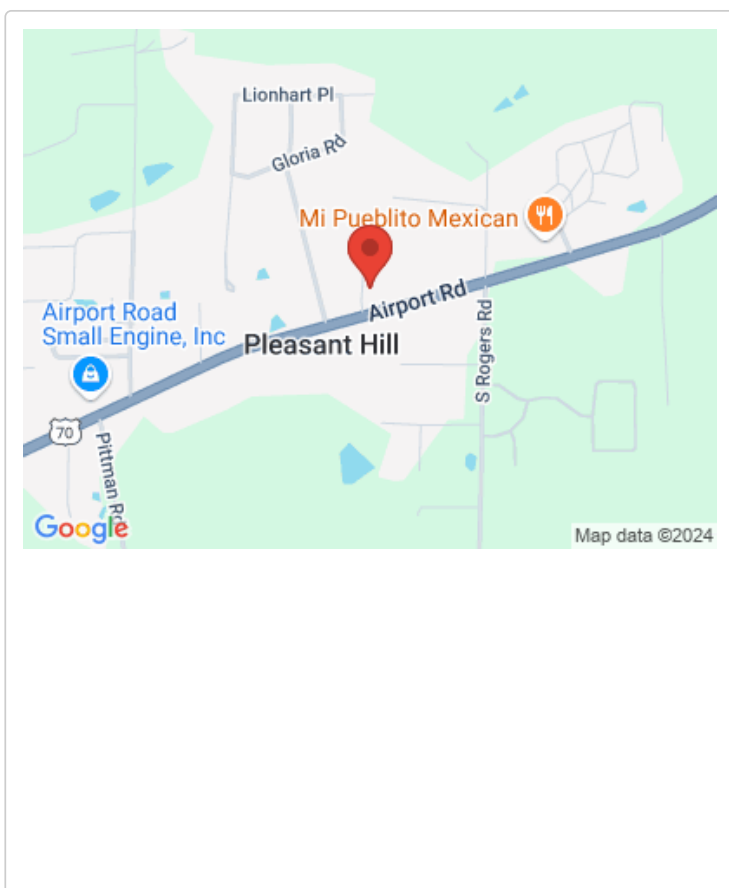 Lionhart Pl
Gloria Rd
Mi Pueblito Mexican
Airport Rd
Airport Road
Small Engine, Inc
Pleasant Hill
S Rogers Rd
70
Pittman Rd
Google
Map data ©2024